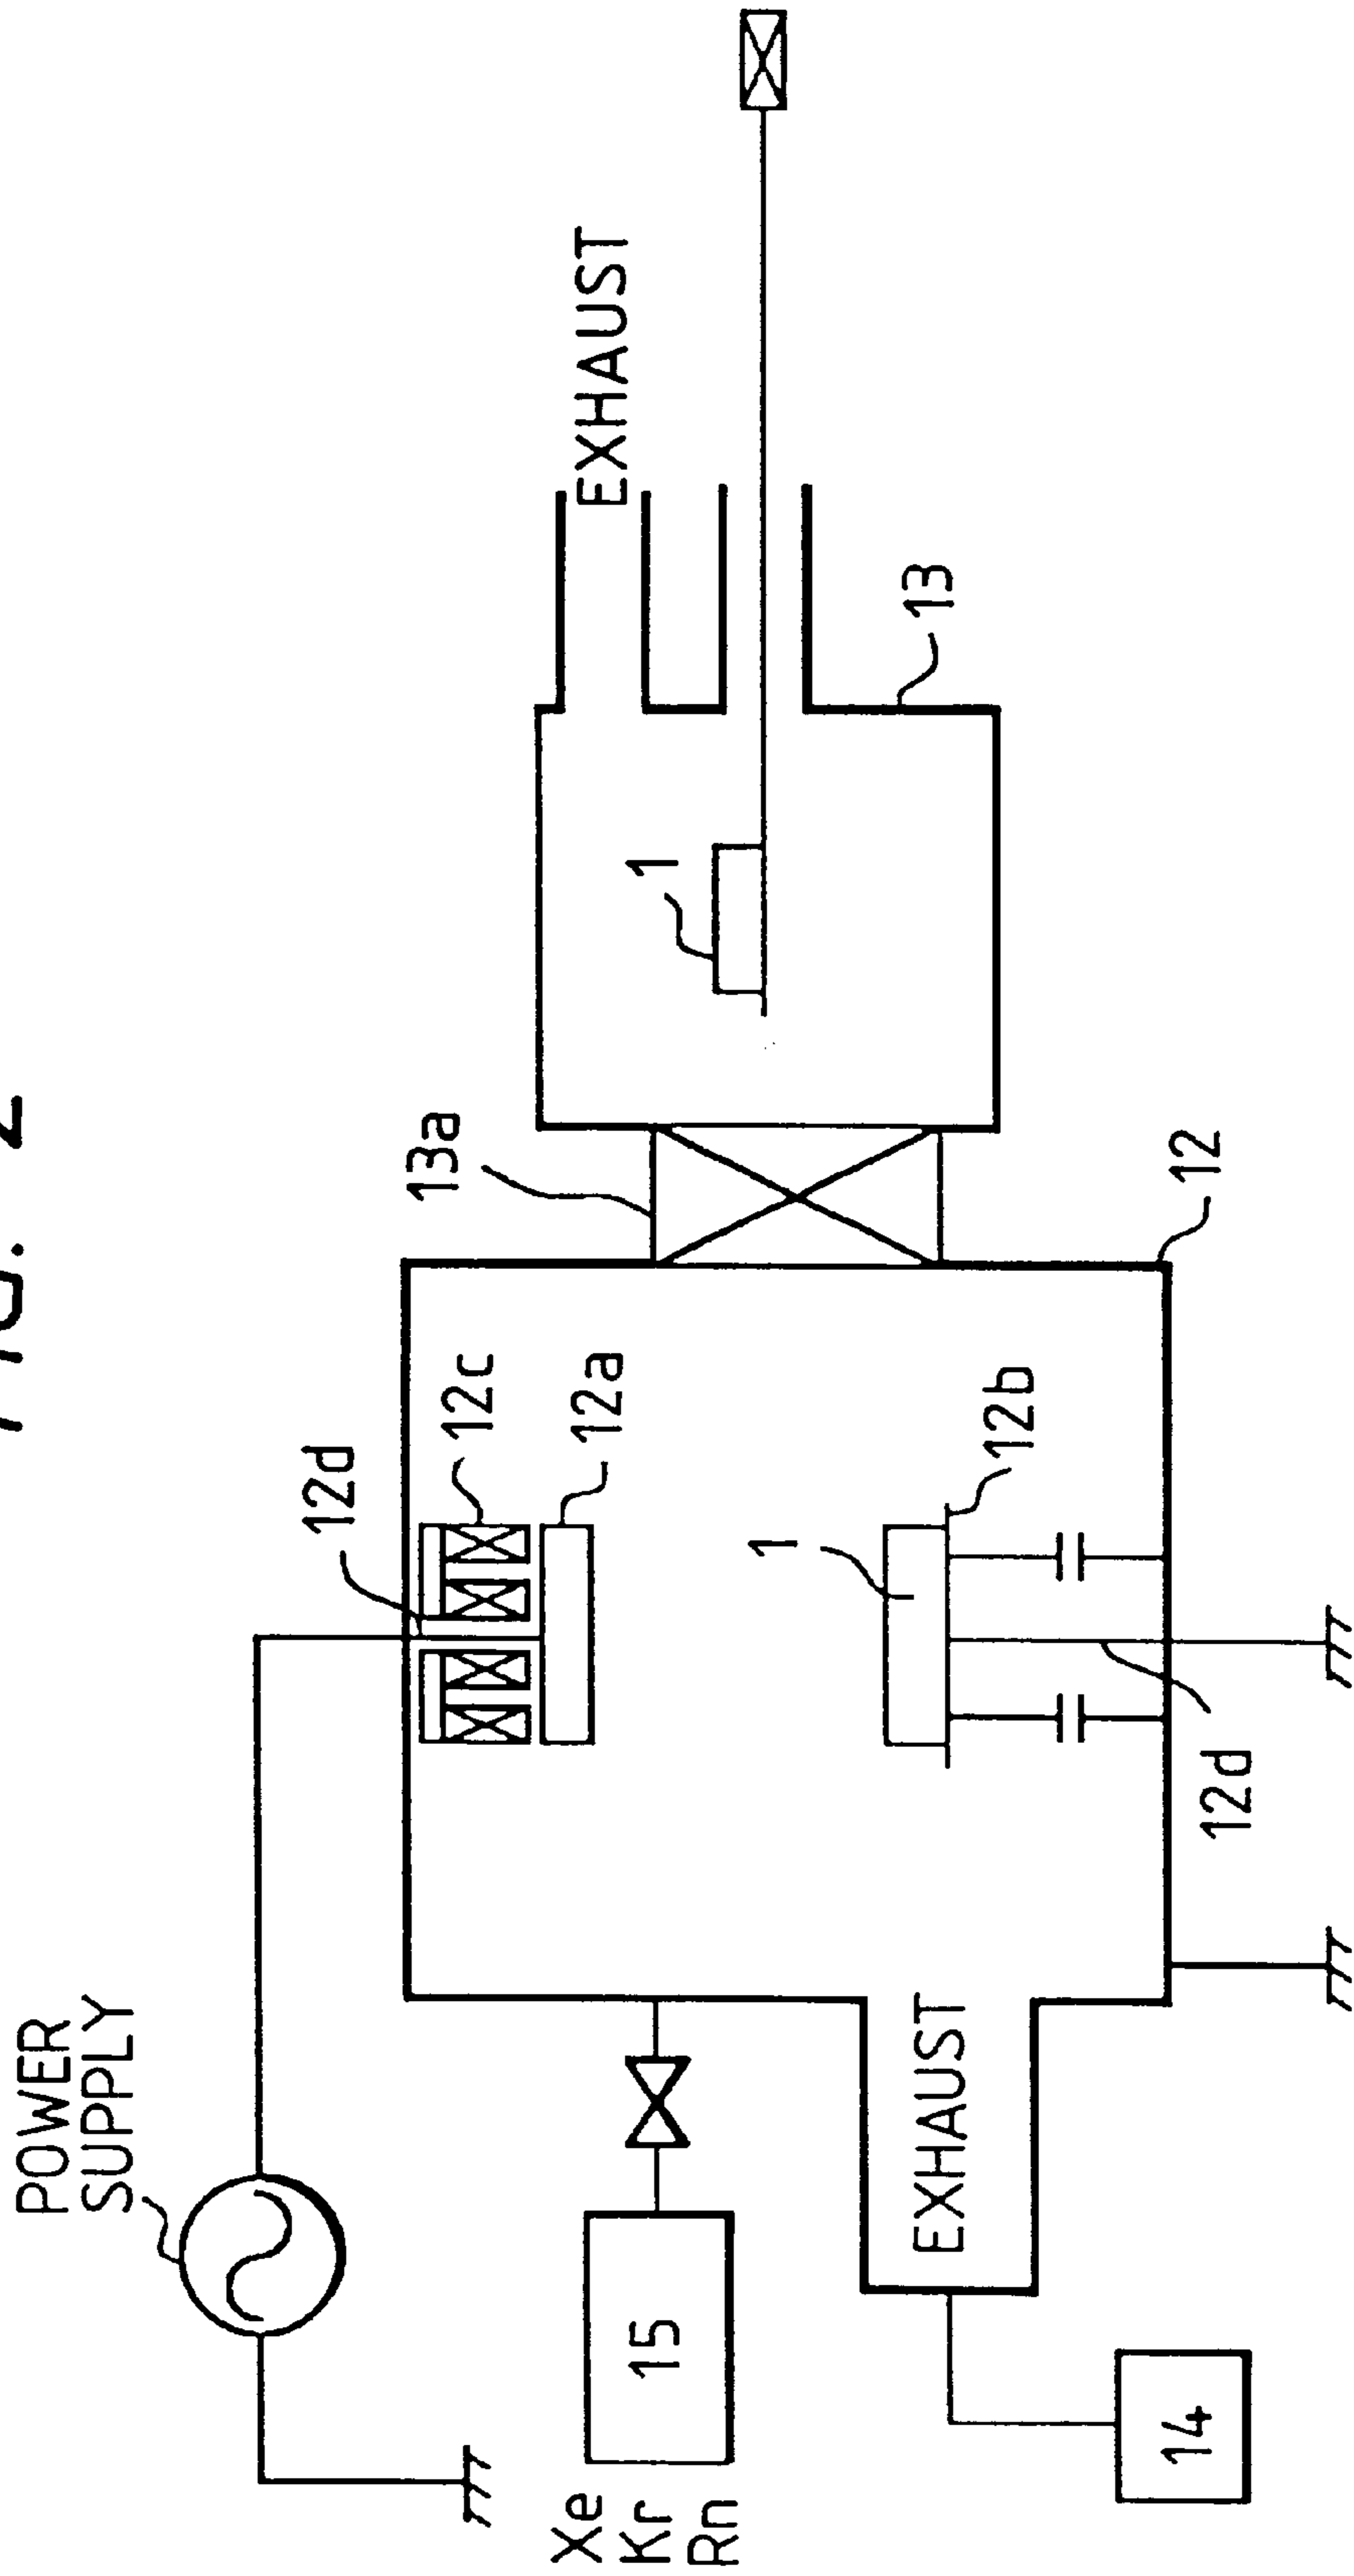 FIG. 2
POWER
SUPPLY
12d
13a
12c
12a
EXHAUST
Xe
Kr
Rn
15
1
1
13
EXHAUST
12b
14
12d
12